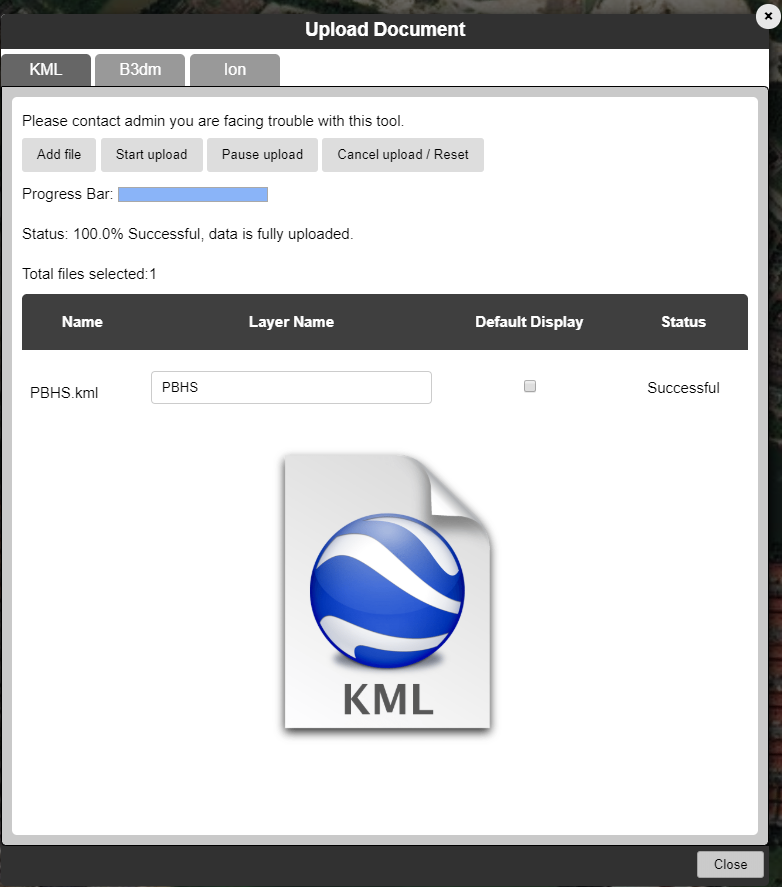 Upload Document
×
KML B3dm Ion
Please contact admin you are facing trouble with this tool.
Add file Start upload Pause upload Cancel upload / Reset
Progress Bar:
Status: 100.0% Successful, data is fully uploaded.
Total files selected:1
Name Layer Name Default Display Status
PBHS.kml PBHS Successful
KML
Close